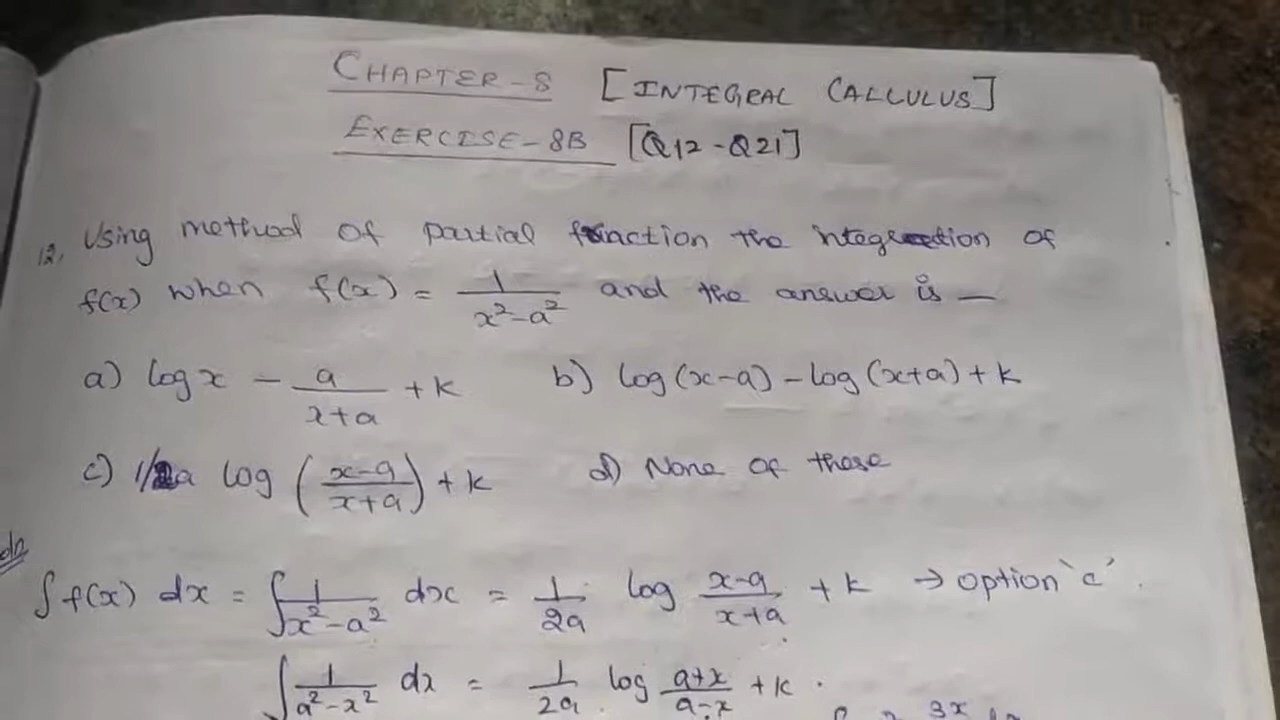 CHAPTER-8 [INTEGRAL CALCULUS]
EXERCISE-8B [Q12-Q21]
12. Using method of partial fraction the integration of
f(x) when f(x) = 1/(x²-a²) and the answer is —
a) log x - a/(x+a) + k b) log(x-a) - log(x+a) + k
c) 1/2a log ((x-a)/(x+a)) + k d) None of these
∫f(x) dx = ∫1/(x²-a²) dx = 1/2a log (x-a)/(x+a) + k → option 'c'.
∫1/(a²-x²) dx = 1/2a log (a+x)/(a-x) + k.
3x